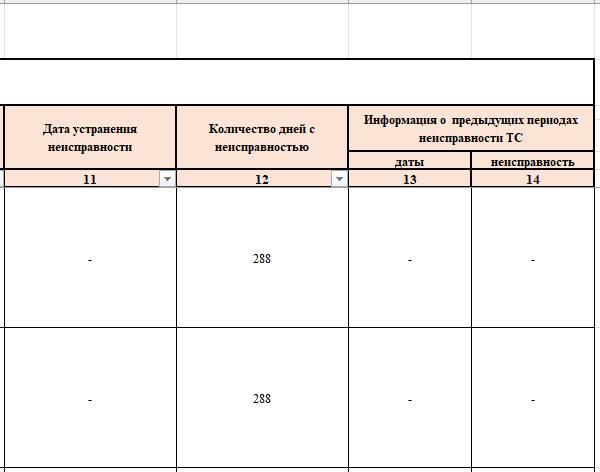 Дата устранения
неисправности
Количество дней с
неисправностью
Информация о предыдущих периодах
неисправности ТС
даты
неисправность
11
12
13
14
-
288
-
-
-
288
-
-